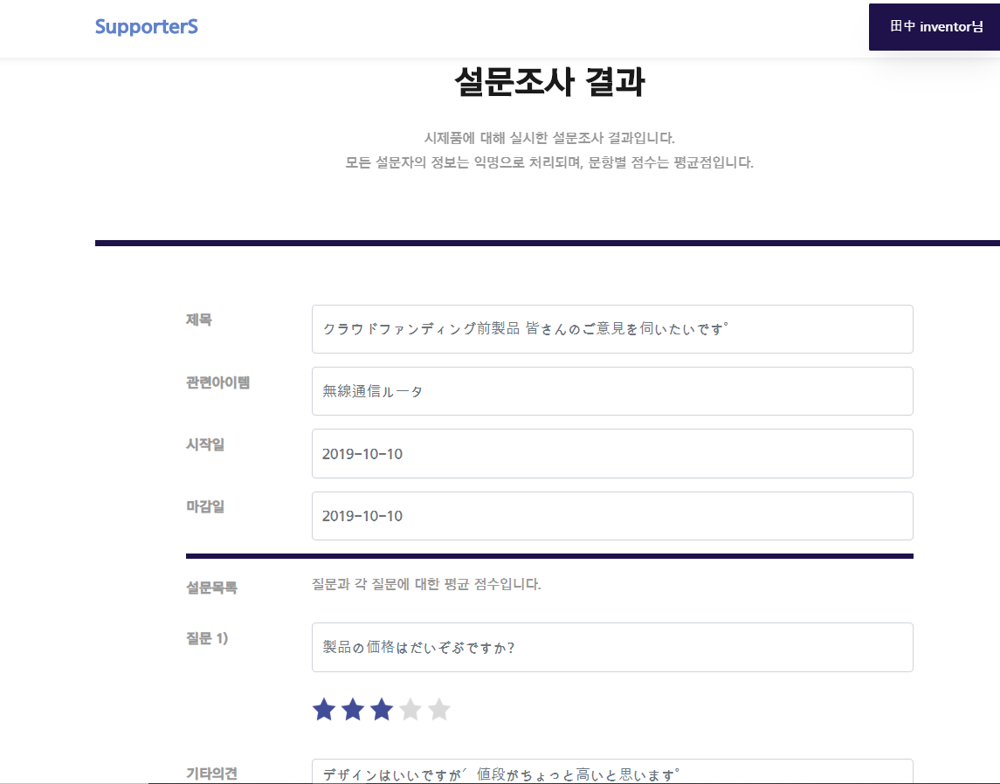 SupporterS
田中 inventor님
설문조사 결과
시제품에 대해 실시한 설문조사 결과입니다.
모든 설문자의 정보는 익명으로 처리되며, 문항별 점수는 평균점입니다.
제목
クラウドファンディング前製品 皆さんのご意見を伺いたいです。
관련아이템
無線通信ルータ
시작일
2019-10-10
마감일
2019-10-10
설문목록
질문과 각 질문에 대한 평균 점수입니다.
질문 1)
製品の価格はだいぞぶですか?
기타의견
デザインはいいですが、値段がちょっと高いと思います。